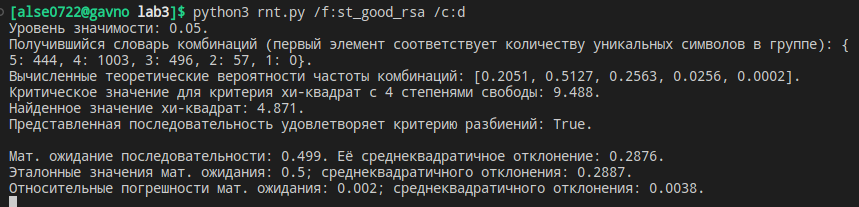 [alse0722@gavno lab3]$ python3 rnt.py /f:st_good_rsa /c:d
Уровень значимости: 0.05.
Получившийся словарь комбинаций (первый элемент соответствует количеству уникальных символов в группе): {
5: 444, 4: 1003, 3: 496, 2: 57, 1: 0}.
Вычисленные теоретические вероятности частоты комбинаций: [0.2051, 0.5127, 0.2563, 0.0256, 0.0002].
Критическое значение для критерия хи-квадрат с 4 степенями свободы: 9.488.
Найденное значение хи-квадрат: 4.871.
Представленная последовательность удовлетворяет критерию разбиений: True.
Мат. ожидание последовательности: 0.499. Её среднеквадратичное отклонение: 0.2876.
Эталонные значения мат. ожидания: 0.5; среднеквадратичного отклонения: 0.2887.
Относительные погрешности мат. ожидания: 0.002; среднеквадратичного отклонения: 0.0038.